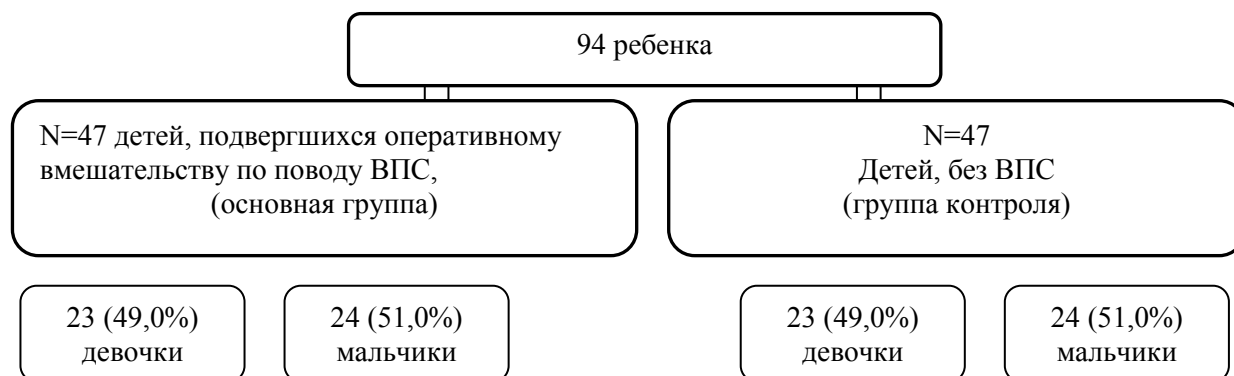 94 ребенка
N=47 детей, подвергшихся оперативному
вмешательству по поводу ВПС,
(основная группа)
N=47
Детей, без ВПС
(группа контроля)
23 (49,0%)
девочки
24 (51,0%)
мальчики
23 (49,0%)
девочки
24 (51,0%)
мальчики